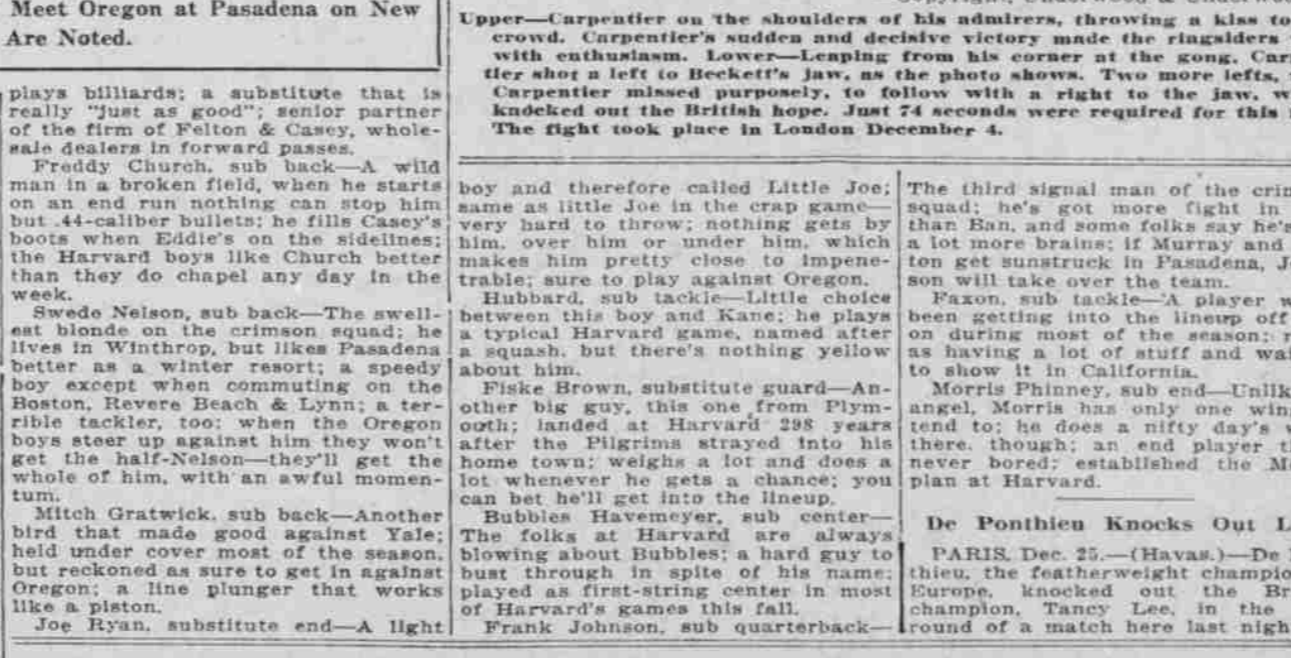 Meet Oregon at Pasadena on New
Are Noted.
plays billiards; a substitute that is
really "just as good"; senior partner
of the firm of Felton & Casey, whole-
sale dealers in forward passes.
Freddy Church, sub back—A wild
man in a broken field, when he starts
on an end run nothing can stop him
but .44-caliber bullets; he fills Casey's
boots when Eddie's on the sidelines;
the Harvard boys like Church better
than they do chapel any day in the
week.
Swede Nelson, sub back—The swell-
est blonde on the crimson squad; he
lives in Winthrop, but likes Pasadena
better as a winter resort; a speedy
boy except when commuting on the
Boston, Revere Beach & Lynn; a ter-
rible tackler, too; when the Oregon
boys steer up against him they won't
get the half-Nelson—they'll get the
whole of him, with an awful momen-
tum.
Mitch Gratwick, sub back—Another
bird that made good against Yale;
held under cover most of the season,
but reckoned as sure to get in against
Oregon; a line plunger that works
like a piston.
Joe Ryan, substitute end—A light
Upper—Carpentier on the shoulders of his admirers, throwing a kiss to
crowd. Carpentier's sudden and decisive victory made the ringsiders
with enthusiasm. Lower—Leaping from his corner at the gong. Car
tier shot a left to Beckett's jaw, as the photo shows. Two more lefts,
Carpentier missed purposely, to follow with a right to the jaw, w
knocked out the British hope. Just 74 seconds were required for this
The fight took place in London December 4.
boy and therefore called Little Joe;
same as little Joe in the crap game—
very hard to throw; nothing gets by
him, over him or under him, which
makes him pretty close to impene-
trable; sure to play against Oregon.
Hubbard, sub tackle—Little choice
between this boy and Kane; he plays
a typical Harvard game, named after
a squash, but there's nothing yellow
about him.
Fiske Brown, substitute guard—An-
other big guy, this one from Plym-
outh; landed at Harvard 298 years
after the Pilgrims strayed into his
home town; weighs a lot and does a
lot whenever he gets a chance; you
can bet he'll get into the lineup.
Bubbles Havemeyer, sub center—
The folks at Harvard are always
blowing about Bubbles; a hard guy to
bust through in spite of his name;
played as first-string center in most
of Harvard's games this fall.
Frank Johnson, sub quarterback—
The third signal man of the crim
squad; he's got more fight in
than Ban, and some folks say he's
a lot more brains; if Murray and
ton get sunstruck in Pasadena, J
son will take over the team.
Faxon, sub tackle—A player w
been getting into the lineup off
on during most of the season; r
as having a lot of stuff and wai
to show it in California.
Morris Phinney, sub end—Unlik
angel, Morris has only one win
tend to; he does a nifty day's w
there, though; an end player t
never bored; established the M
plan at Harvard.
De Ponthieu Knocks Out L
PARIS, Dec. 25.—(Havas.)—De
thieu, the featherweight champio
Europe, knocked out the Br
champion, Tancy Lee, in the
round of a match here last nigh